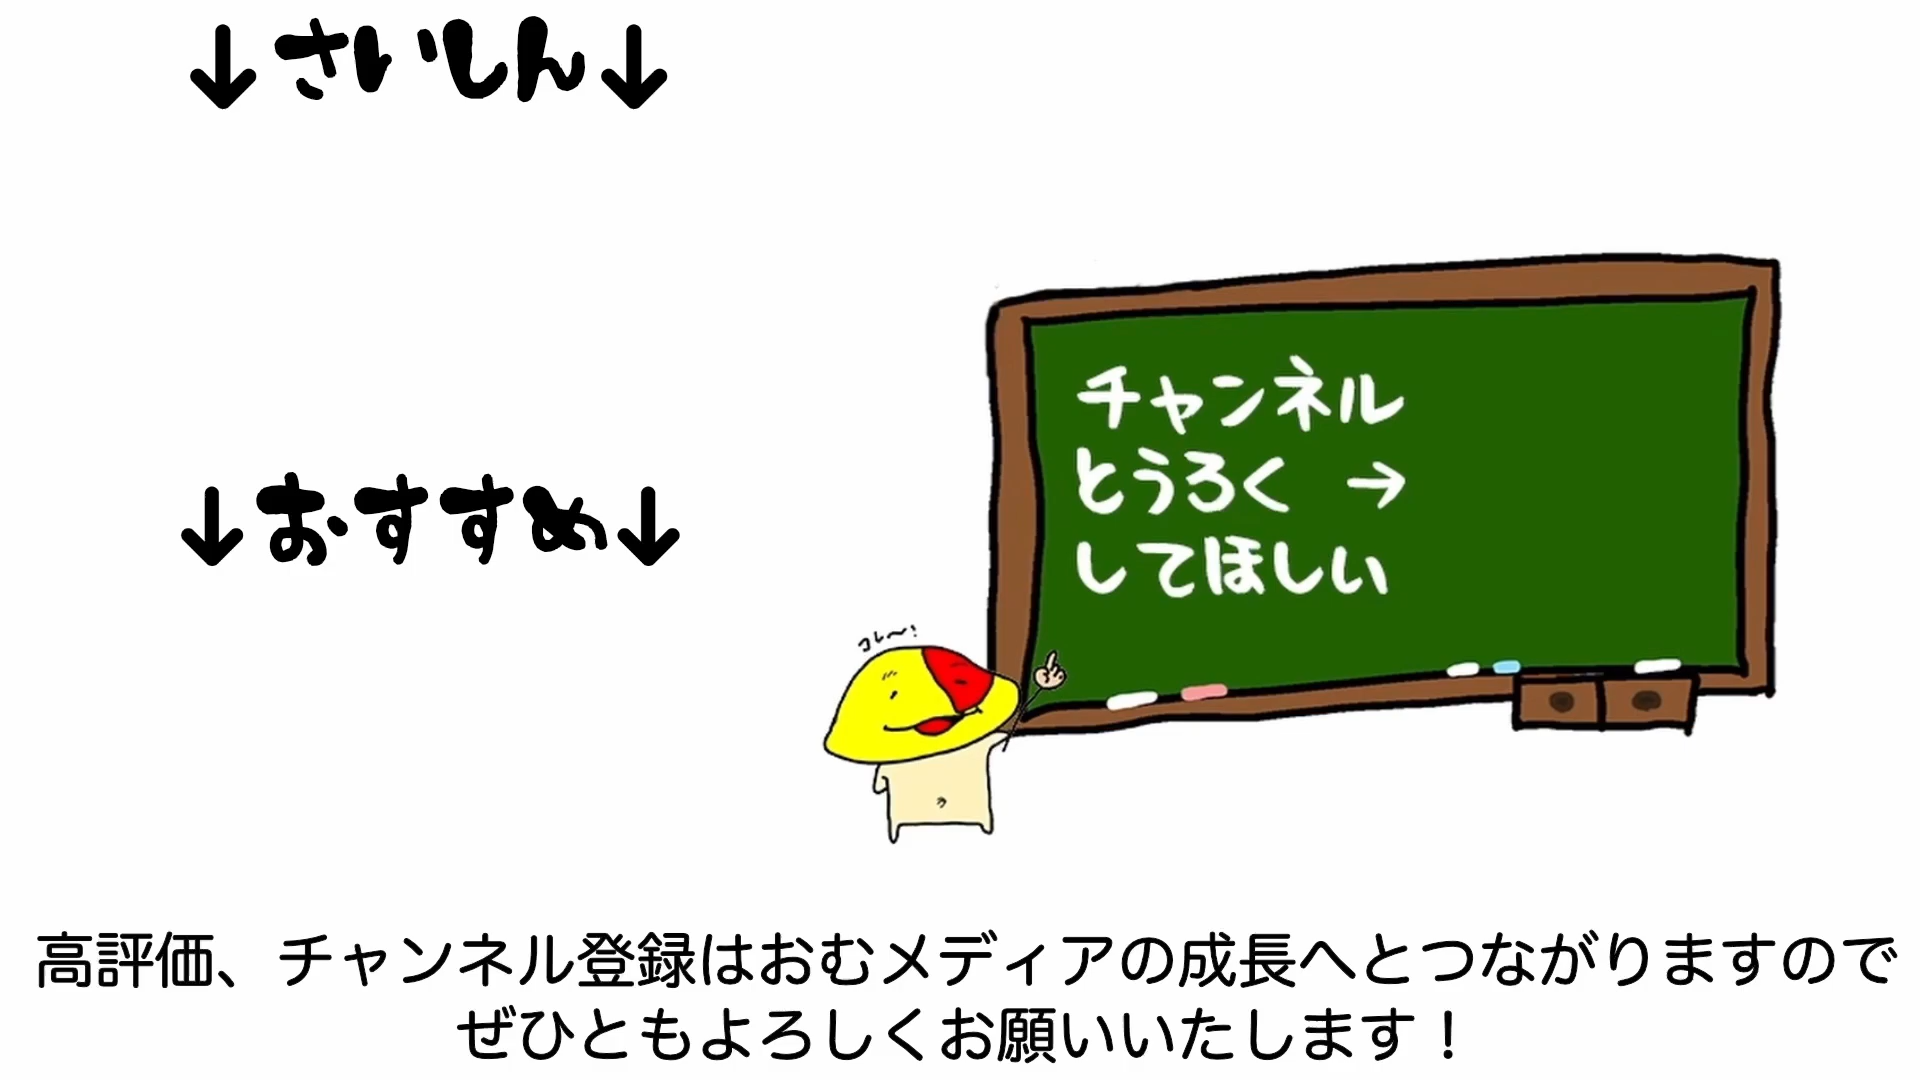 ↓さいしん↓
チャンネル
とうろく →
してほしい
↓おすすめ↓
コレ〜!
高評価、チャンネル登録はおむメディアの成長へとつながりますので
ぜひともよろしくお願いいたします！